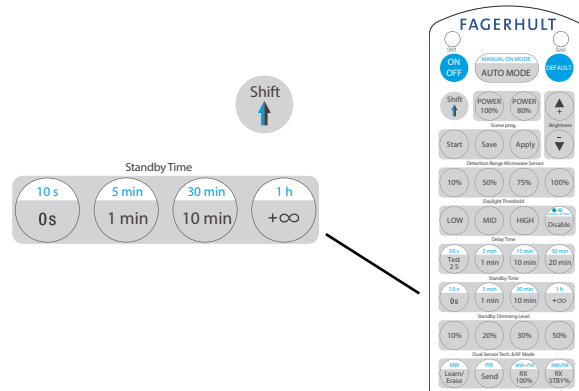 Shift
Standby Time
10 s 5 min 30 min 1 h
0s 1 min 10 min +∞
FAGERHULT
Shift Send
ON OFF
MANUAL ON MODE
AUTO MODE
DEFAULT
Shift
POWER 100%
POWER 80%
+
Scene prog. Brightness
Start Save Apply
–
Detection Range Microwave Sensor
10% 50% 75% 100%
Daylight Threshold
LOW MID HIGH Disable
Delay Time
30 s 5 min 15 min 30 min
Test 2 S 1 min 10 min 20 min
Standby Time
10 s 5 min 30 min 1 h
0s 1 min 10 min +∞
Standby Dimming Level
10% 20% 30% 50%
Dual Sensor Tech. &RF Mode
MW PIR MW+PIR MW/PIR
Learn/ Erase Send RX 100% RX STBY%